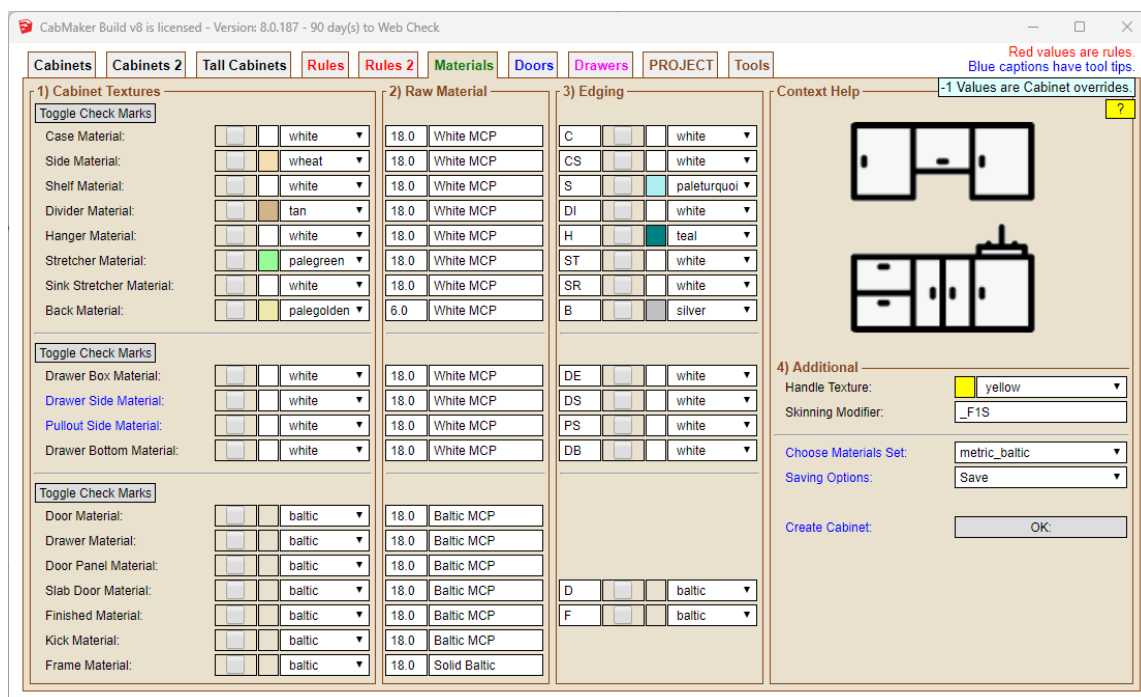 CabMaker Build v8 is licensed - Version: 8.0.187 - 90 day(s) to Web Check
Red values are rules.
Blue captions have tool tips.
Cabinets Cabinets 2 Tall Cabinets Rules Rules 2 Materials Doors Drawers PROJECT Tools
-1 Values are Cabinet overrides.
1) Cabinet Textures 2) Raw Material 3) Edging Context Help
?
Toggle Check Marks
Case Material: white 18.0 White MCP C white
Side Material: wheat 18.0 White MCP CS white
Shelf Material: white 18.0 White MCP S paleturquoi
Divider Material: tan 18.0 White MCP DI white
Hanger Material: white 18.0 White MCP H teal
Stretcher Material: palegreen 18.0 White MCP ST white
Sink Stretcher Material: white 18.0 White MCP SR white
Back Material: palegolden 6.0 White MCP B silver
Toggle Check Marks
Drawer Box Material: white 18.0 White MCP DE white
Drawer Side Material: white 18.0 White MCP DS white
Pullout Side Material: white 18.0 White MCP PS white
Drawer Bottom Material: white 18.0 White MCP DB white
4) Additional
Handle Texture: yellow
Skinning Modifier: _F1S
Choose Materials Set: metric_baltic
Saving Options: Save
Create Cabinet: OK:
Toggle Check Marks
Door Material: baltic 18.0 Baltic MCP
Drawer Material: baltic 18.0 Baltic MCP
Door Panel Material: baltic 18.0 Baltic MCP
Slab Door Material: baltic 18.0 Baltic MCP D baltic
Finished Material: baltic 18.0 Baltic MCP F baltic
Kick Material: baltic 18.0 Baltic MCP
Frame Material: baltic 18.0 Solid Baltic